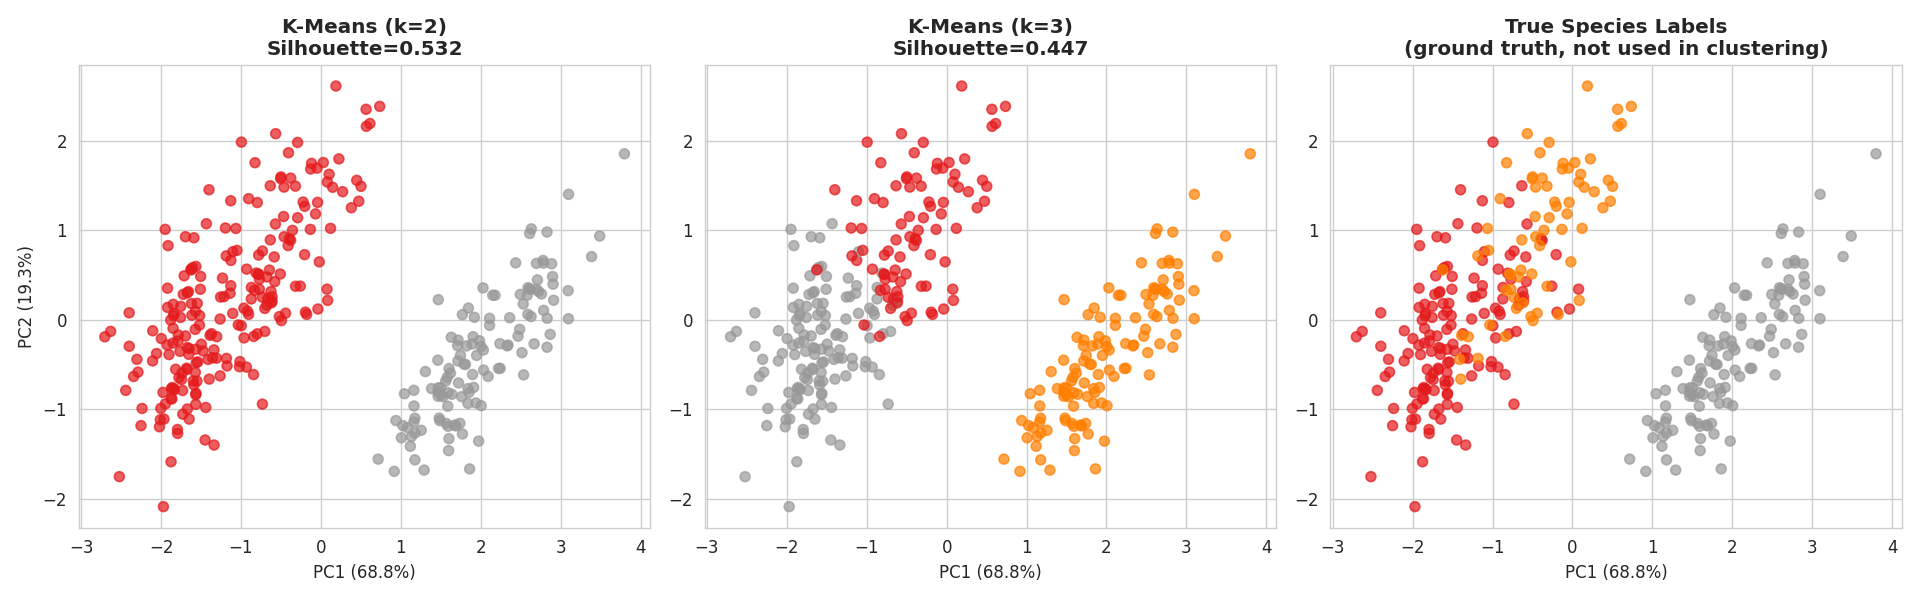 K-Means (k=2)
Silhouette=0.532
2
1
0
−1
−2
PC2 (19.3%)
−3 −2 −1 0 1 2 3 4
PC1 (68.8%)
K-Means (k=3)
Silhouette=0.447
2
1
0
−1
−2
−3 −2 −1 0 1 2 3 4
PC1 (68.8%)
True Species Labels
(ground truth, not used in clustering)
2
1
0
−1
−2
−3 −2 −1 0 1 2 3 4
PC1 (68.8%)